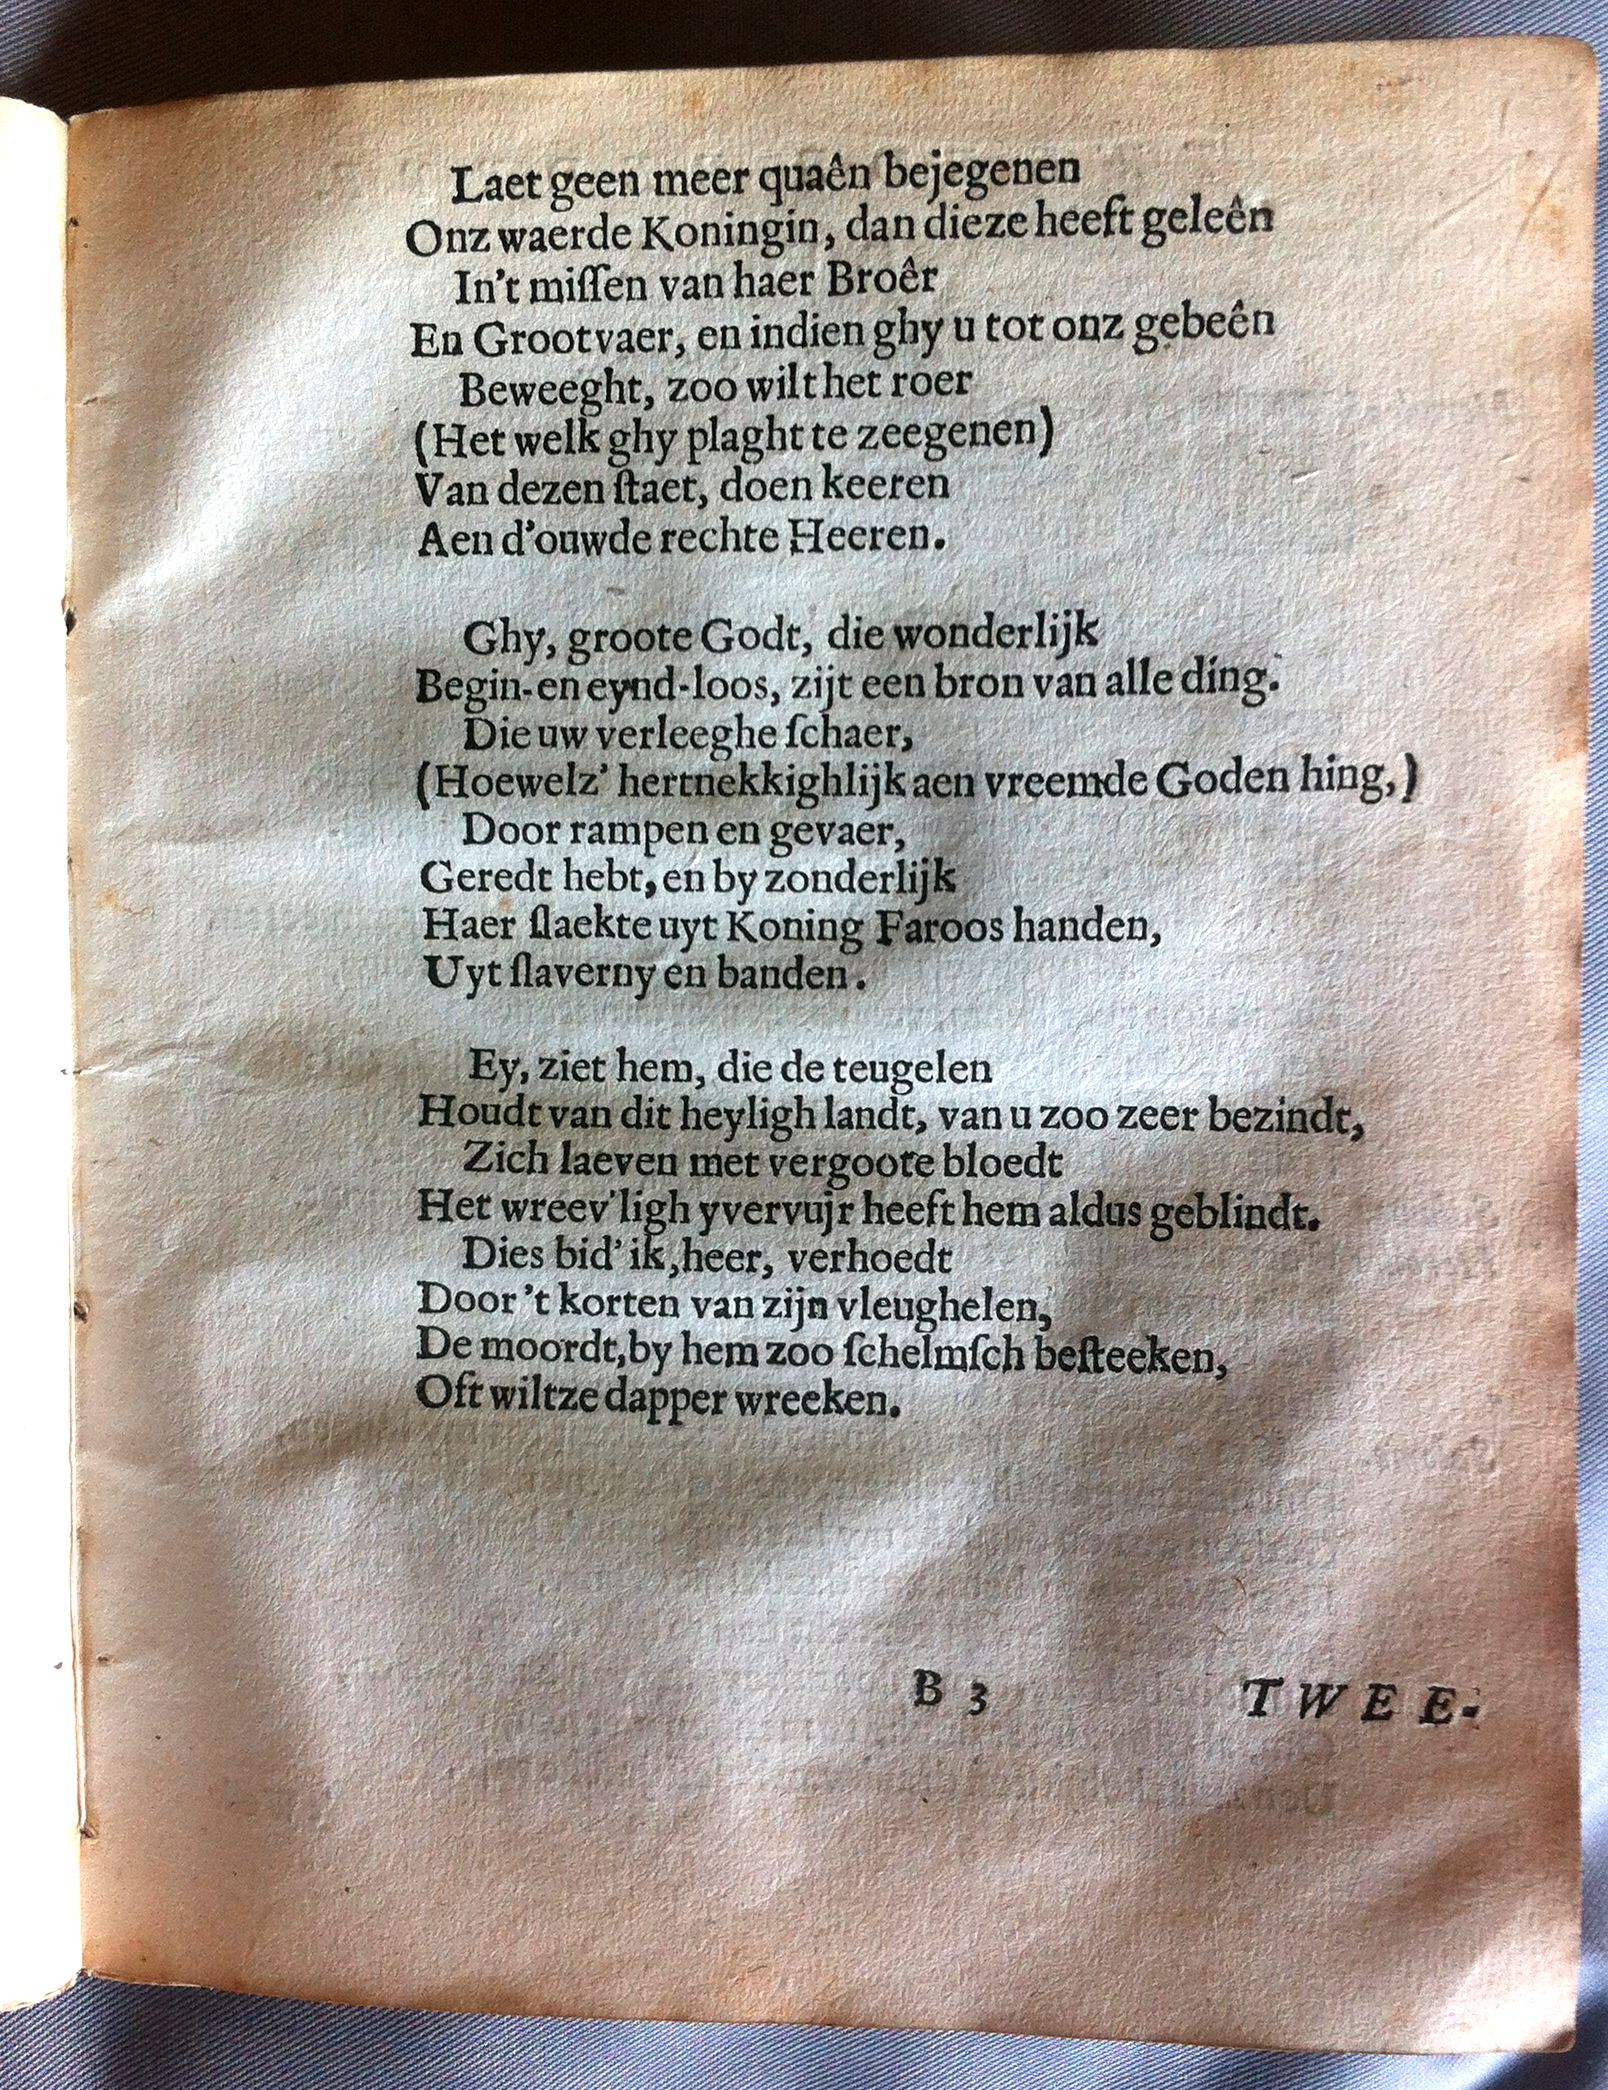 Laet geen meer quaên bejegenen
Onz waerde Koningin, dan dieze heeft geleên
In't miſſen van haer Broêr
En Grootvaer, en indien ghy u tot onz gebeên
Beweeght, zoo wilt het roer
(Het welk ghy plaght te zeegenen)
Van dezen ſtaet, doen keeren
Aen d'ouwde rechte Heeren.
Ghy, groote Godt, die wonderlijk
Begin- en eynd-loos, zijt een bron van alle ding.
Die uw verleeghe ſchaer,
(Hoewelz' hertnekkighlijk aen vreemde Goden hing,)
Door rampen en gevaer,
Geredt hebt, en by zonderlijk
Haer ſlaekte uyt Koning Faroos handen,
Uyt ſlaverny en banden.
Ey, ziet hem, die de teugelen
Houdt van dit heyligh landt, van u zoo zeer bezindt,
Zich laeven met vergoote bloedt
Het wreev'ligh yvervujr heeft hem aldus geblindt.
Dies bid' ik, heer, verhoedt
Door 't korten van zijn vleughelen,
De moordt, by hem zoo ſchelmſch beſteeken,
Oft wiltze dapper wreeken.
B 3 TWEE-